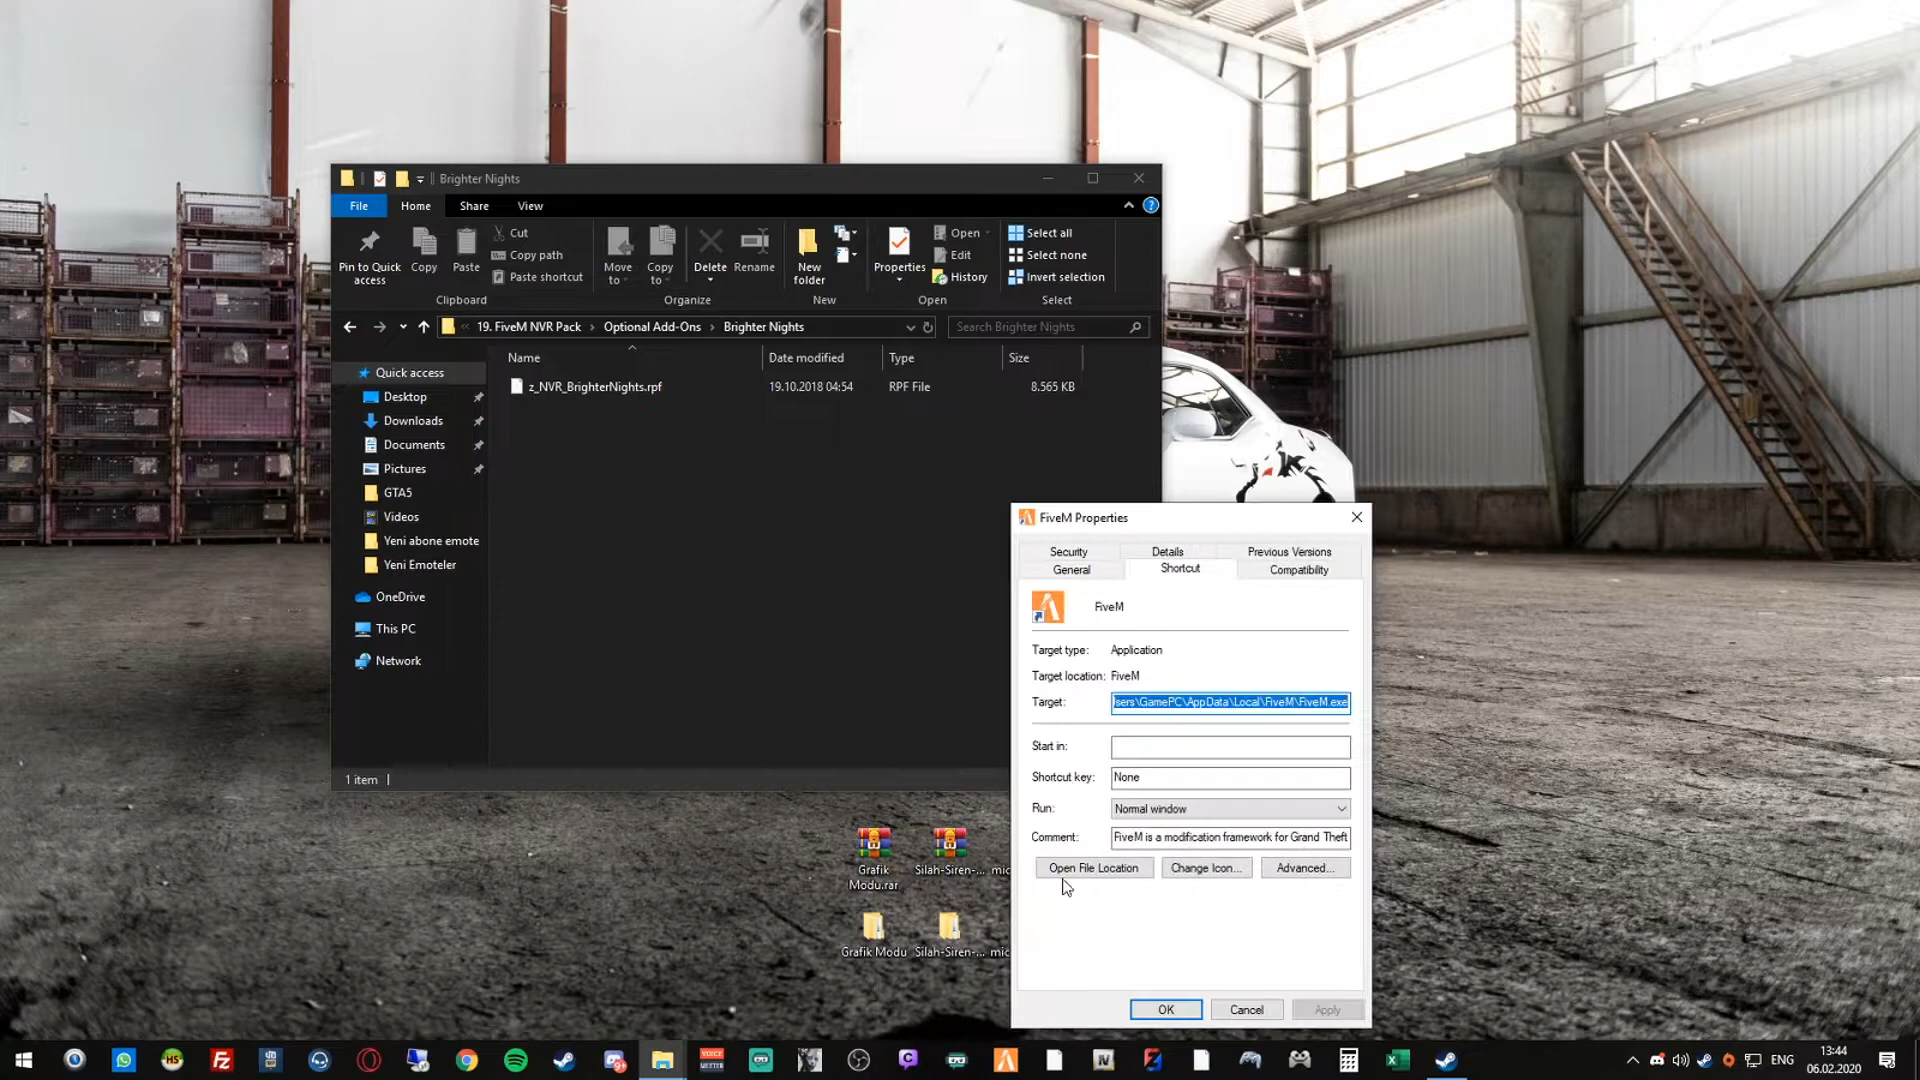 Brighter Nights
File
Home
Share
View
Pin to Quick
access
Copy
Paste
Cut
Copy path
Paste shortcut
Clipboard
Move
to
Copy
to
Delete
Rename
Organize
New
folder
New
Properties
Open
Edit
History
Open
Select all
Select none
Invert selection
Select
19. FiveM NVR Pack
Optional Add-Ons
Brighter Nights
Search Brighter Nights
Name
Date modified
Type
Size
z_NVR_BrighterNights.rpf
19.10.2018 04:54
RPF File
8.565 KB
Quick access
Desktop
Downloads
Documents
Pictures
GTA5
Videos
Yeni abone emote
Yeni Emoteler
OneDrive
This PC
Network
1 item
FiveM Properties
Security
Details
Previous Versions
General
Shortcut
Compatibility
FiveM
Target type:
Application
Target location:
FiveM
Target:
sers\GamePC\AppData\Local\FiveM\FiveM.exe
Start in:
Shortcut key:
None
Run:
Normal window
Comment:
FiveM is a modification framework for Grand Theft
Open File Location
Change Icon...
Advanced...
OK
Cancel
Apply
Grafik
Modu.rar
Silah-Siren-...
mic
Grafik Modu
Silah-Siren-...
mic
HS
VOICE
MEETER
IV
ENG
13:44
06.02.2020